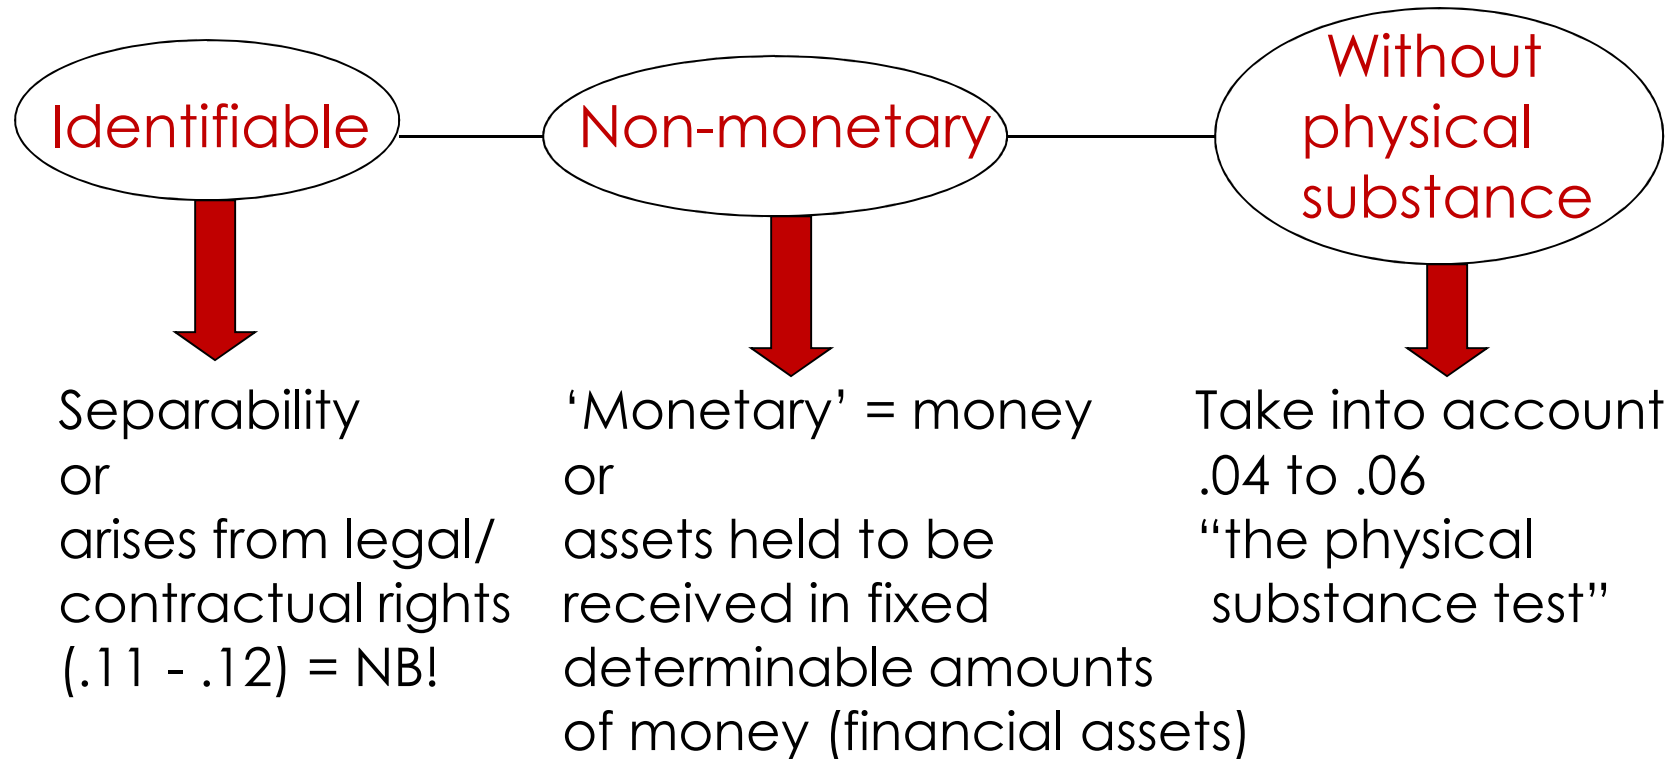 Identifiable
Non-monetary
Without
physical
substance
Separability
or
arises from legal/
contractual rights
(.11 - .12) = NB!
‘Monetary’ = money
or
assets held to be
received in fixed
determinable amounts
of money (financial assets)
Take into account
.04 to .06
“the physical
substance test”